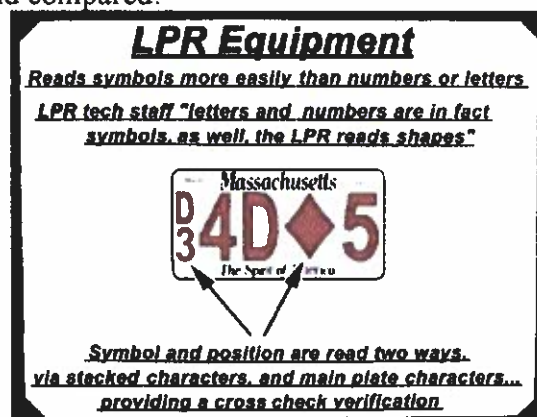 nd compared.
LPR Equipment
Reads symbols more easily than numbers or letters
LPR tech staff "letters and numbers are in fact
symbols, as well, the LPR reads shapes"
Massachusetts
D
3
4D♦5
The Spirit of
Symbol and position are read two ways.
via stacked characters, and main plate characters...
providing a cross check verification